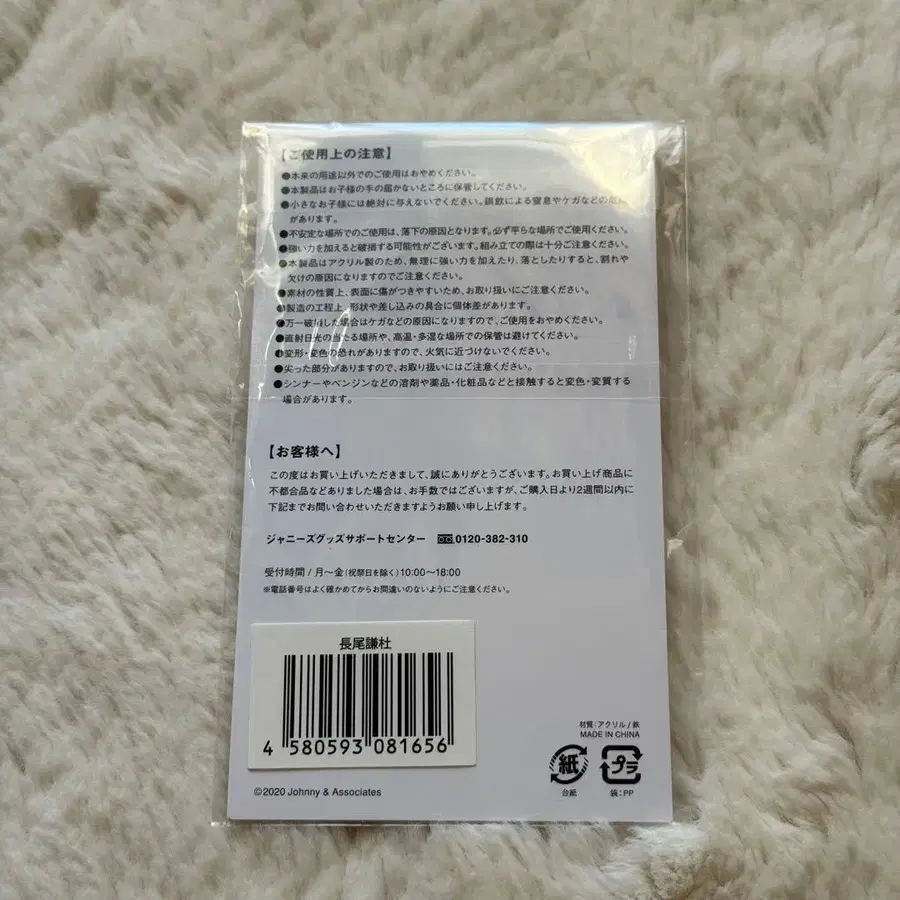 【ご使用上の注意】
●本来の用途以外でのご使用はおやめください。
●本製品はお子様の手の届かないところに保管してください。
●小さなお子様には絶対に与えないでください。誤飲による窒息やケガなどの危険
があります。
●不安定な場所でのご使用は、落下の原因となります。必ず平らな場所でご使用ください。
●強い力を加えると破損する可能性がございます。組み立ての際は十分ご注意ください。
●本製品はアクリル製のため、無理に強い力を加えたり、落としたりすると、割れや
欠けの原因になりますのでご注意ください。
●素材の性質上、表面に傷がつきやすいため、お取り扱いにご注意ください。
●製造の工程上、形状や差し込みの具合に個体差があります。
●万一破損した場合はケガなどの原因になりますので、ご使用をおやめください。
●直射日光の当たる場所や、高温・多湿な場所での保管は避けてください。
●変形・変色の恐れがありますので、火気に近づけないでください。
●尖った部分がありますので、お取り扱いにはご注意ください。
●シンナーやベンジンなどの溶剤や薬品・化粧品などと接触すると変色・変質する
場合があります。
【お客様へ】
この度はお買い上げいただきまして、誠にありがとうございます。お買い上げ商品に
不都合品などありました場合は、お手数ではございますが、ご購入日より2週間以内に
下記までお問い合わせいただきますようお願い申し上げます。
ジャニーズグッズサポートセンター 0120-382-310
受付時間 / 月〜金(祝祭日を除く)10:00〜18:00
※電話番号はよく確かめてからお間違いのないようにご注意ください。
長尾謙杜
4 580593 081656
©2020 Johnny & Associates
材質:アクリル / 鉄
MADE IN CHINA
紙 プラ
台紙 袋:PP